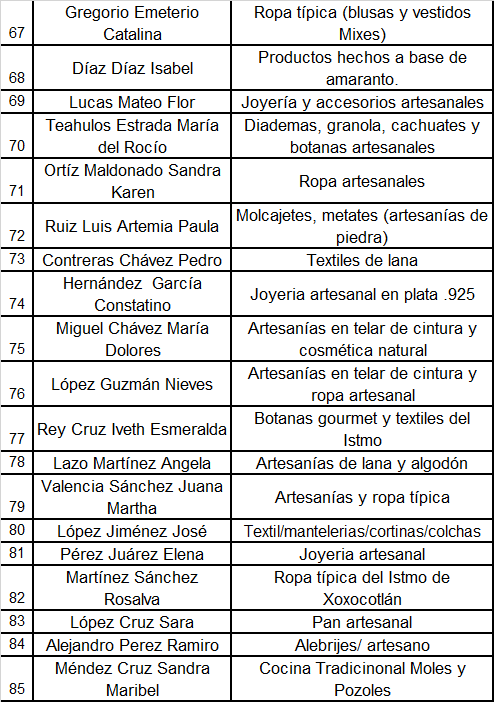 67 Gregorio Emeterio Catalina Ropa típica (blusas y vestidos Mixes)
68 Díaz Díaz Isabel Productos hechos a base de amaranto.
69 Lucas Mateo Flor Joyería y accesorios artesanales
70 Teahulos Estrada María del Rocío Diademas, granola, cachuates y botanas artesanales
71 Ortíz Maldonado Sandra Karen Ropa artesanales
72 Ruiz Luis Artemia Paula Molcajetes, metates (artesanías de piedra)
73 Contreras Chávez Pedro Textiles de lana
74 Hernández García Constatino Joyeria artesanal en plata .925
75 Miguel Chávez María Dolores Artesanías en telar de cintura y cosmética natural
76 López Guzmán Nieves Artesanías en telar de cintura y ropa artesanal
77 Rey Cruz Iveth Esmeralda Botanas gourmet y textiles del Istmo
78 Lazo Martínez Angela Artesanías de lana y algodón
79 Valencia Sánchez Juana Martha Artesanías y ropa típica
80 López Jiménez José Textil/mantelerias/cortinas/colchas
81 Pérez Juárez Elena Joyeria artesanal
82 Martínez Sánchez Rosalva Ropa típica del Istmo de Xoxocotlán
83 López Cruz Sara Pan artesanal
84 Alejandro Perez Ramiro Alebrijes/ artesano
85 Méndez Cruz Sandra Maribel Cocina Tradicinonal Moles y Pozoles